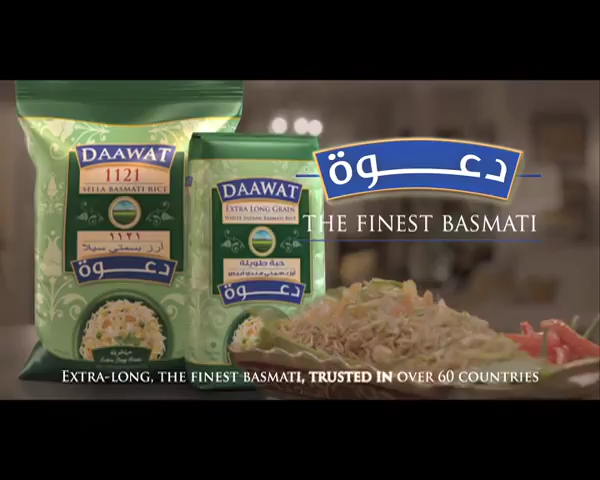 DAAWAT
1121
SELLA BASMATI RICE
١١٢١
أرز بسمتي سيلا
دعوة
DAAWAT
EXTRA LONG GRAIN
WHITE INDIAN BASMATI RICE
حبة طويلة
دعوة
دعوة
THE FINEST BASMATI
EXTRA-LONG, THE FINEST BASMATI, TRUSTED IN OVER 60 COUNTRIES